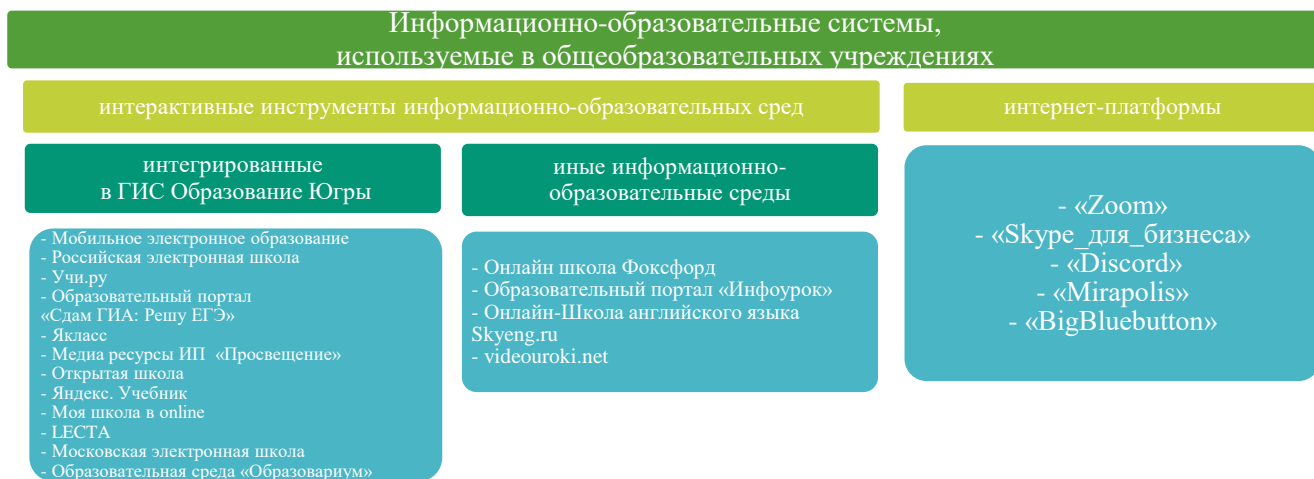 Информационно-образовательные системы,
используемые в общеобразовательных учреждениях
интерактивные инструменты информационно-образовательных сред
интернет-платформы
интегрированные
в ГИС Образование Югры
иные информационно-
образовательные среды
- Мобильное электронное образование
- Российская электронная школа
- Учи.ру
- Образовательный портал
«Сдам ГИА: Решу ЕГЭ»
- Якласс
- Медиа ресурсы ИП «Просвещение»
- Открытая школа
- Яндекс. Учебник
- Моя школа в online
- LECTA
- Московская электронная школа
- Образовательная среда «Образовариум»
- Онлайн школа Фоксфорд
- Образовательный портал «Инфоурок»
- Онлайн-Школа английского языка
Skyeng.ru
- videouroki.net
- «Zoom»
- «Skype_для_бизнеса»
- «Discord»
- «Mirapolis»
- «BigBluebutton»